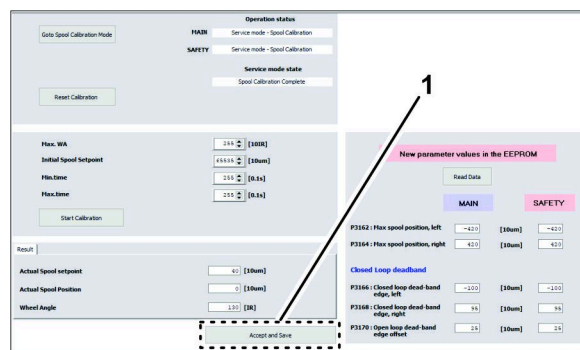 Operation status
Goto Spool Calibration Mode
MAIN Service mode - Spool Calibration
SAFETY Service mode - Spool Calibration
Service mode state
Spool Calibration Complete
Reset Calibration
1
Max. WA 255 [10IR]
Initial Spool Setpoint 65535 [10um]
Min.time 255 [0.1s]
Max.time 255 [0.1s]
Start Calibration
Result
Actual Spool setpoint 40 [10um]
Actual Spool Position 0 [10um]
Wheel Angle 130 [IR]
Accept and Save
New parameter values in the EEPROM
Read Data
MAIN SAFETY
P3162 : Max spool position, left -420 [10um] -420
P3164 : Max spool position, right 420 [10um] 420
Closed Loop deadband
P3166 : Closed loop dead-band edge, left -100 [10um] -100
P3168 : Closed loop dead-band edge, right 95 [10um] 95
P3170 : Open loop dead-band edge offset 25 [10um] 25